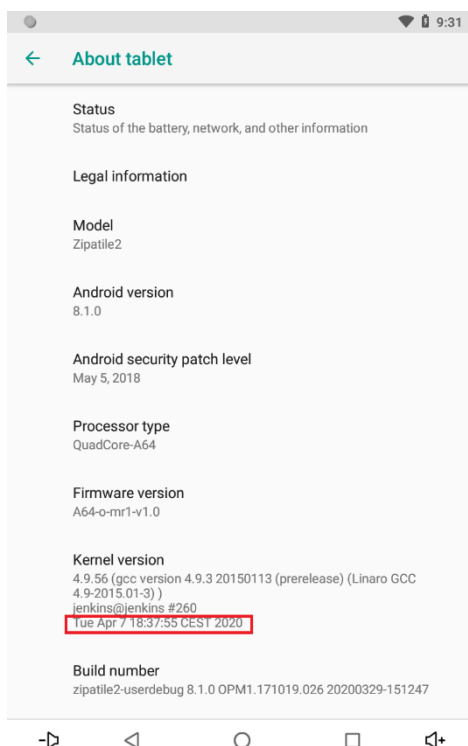 9:31
About tablet
Status
Status of the battery, network, and other information
Legal information
Model
Zipatile2
Android version
8.1.0
Android security patch level
May 5, 2018
Processor type
QuadCore-A64
Firmware version
A64-o-mr1-v1.0
Kernel version
4.9.56 (gcc version 4.9.3 20150113 (prerelease) (Linaro GCC
4.9-2015.01-3) )
jenkins@jenkins #260
Tue Apr 7 18:37:55 CEST 2020
Build number
zipatile2-userdebug 8.1.0 OPM1.171019.026 20200329-151247